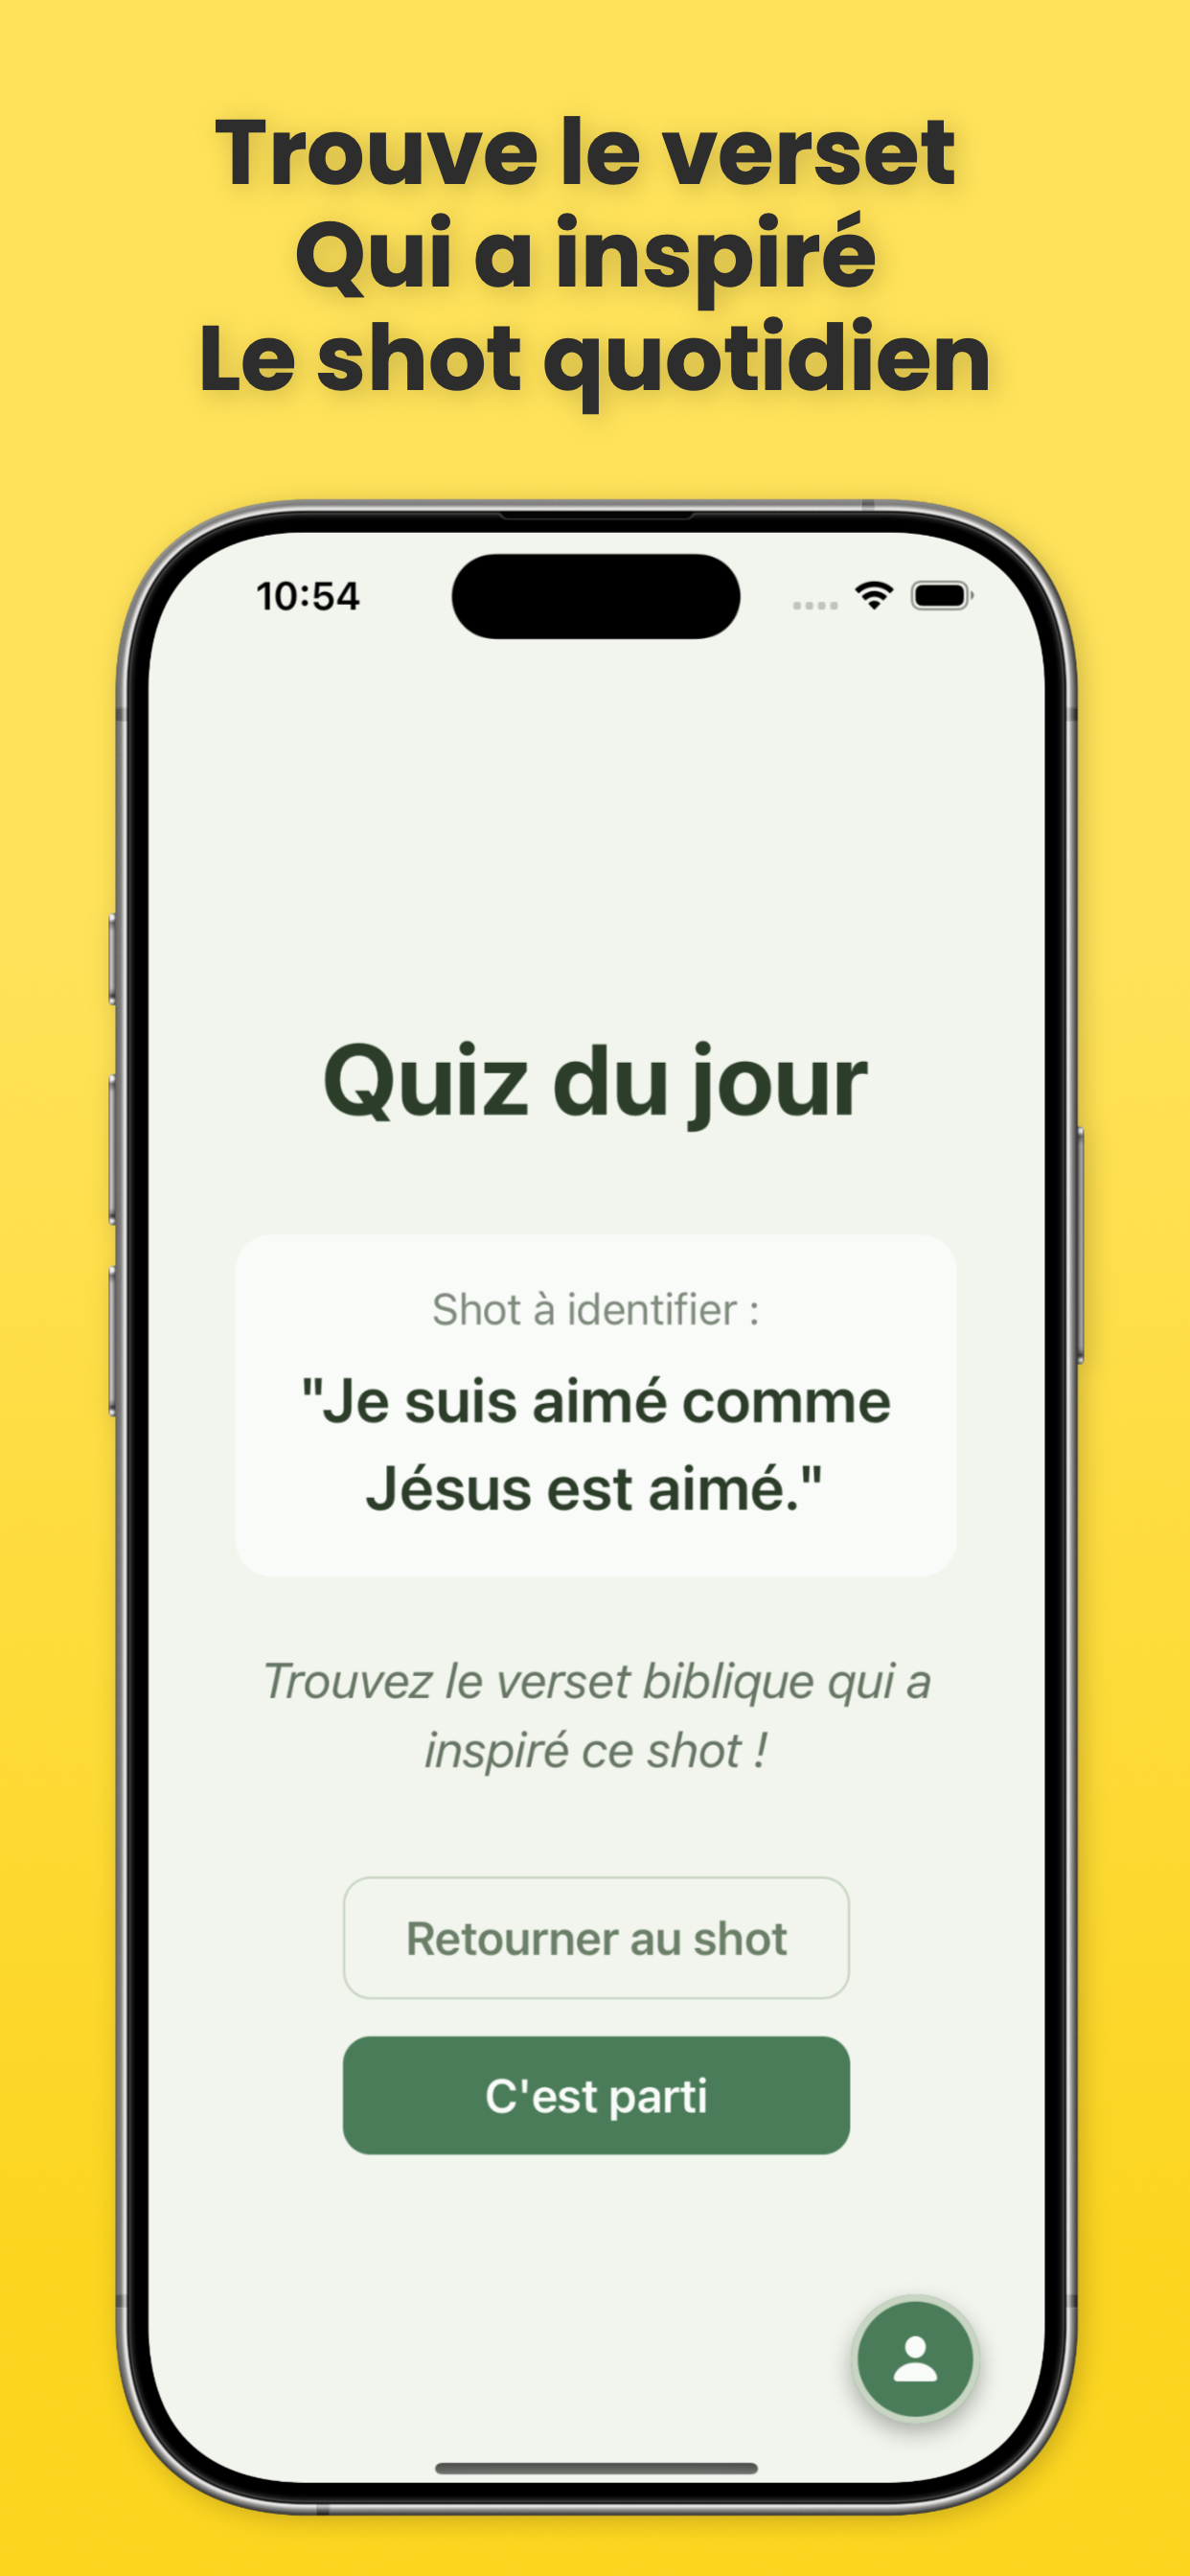 Trouve le verset
Qui a inspiré
Le shot quotidien
10:54
Quiz du jour
Shot à identifier :
"Je suis aimé comme
Jésus est aimé."
Trouvez le verset biblique qui a
inspiré ce shot !
Retourner au shot
C'est parti